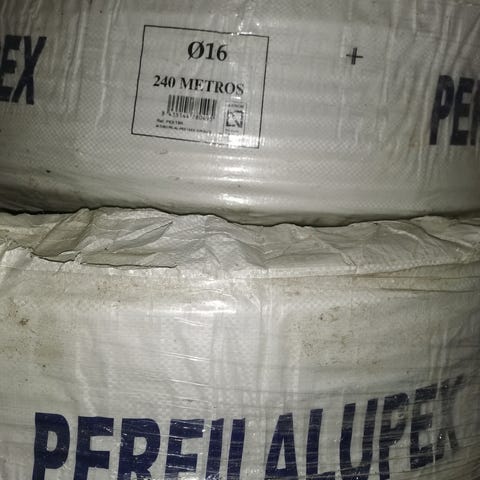 EX
Ø16
240 METROS
+
PER
PERFILALUPEX